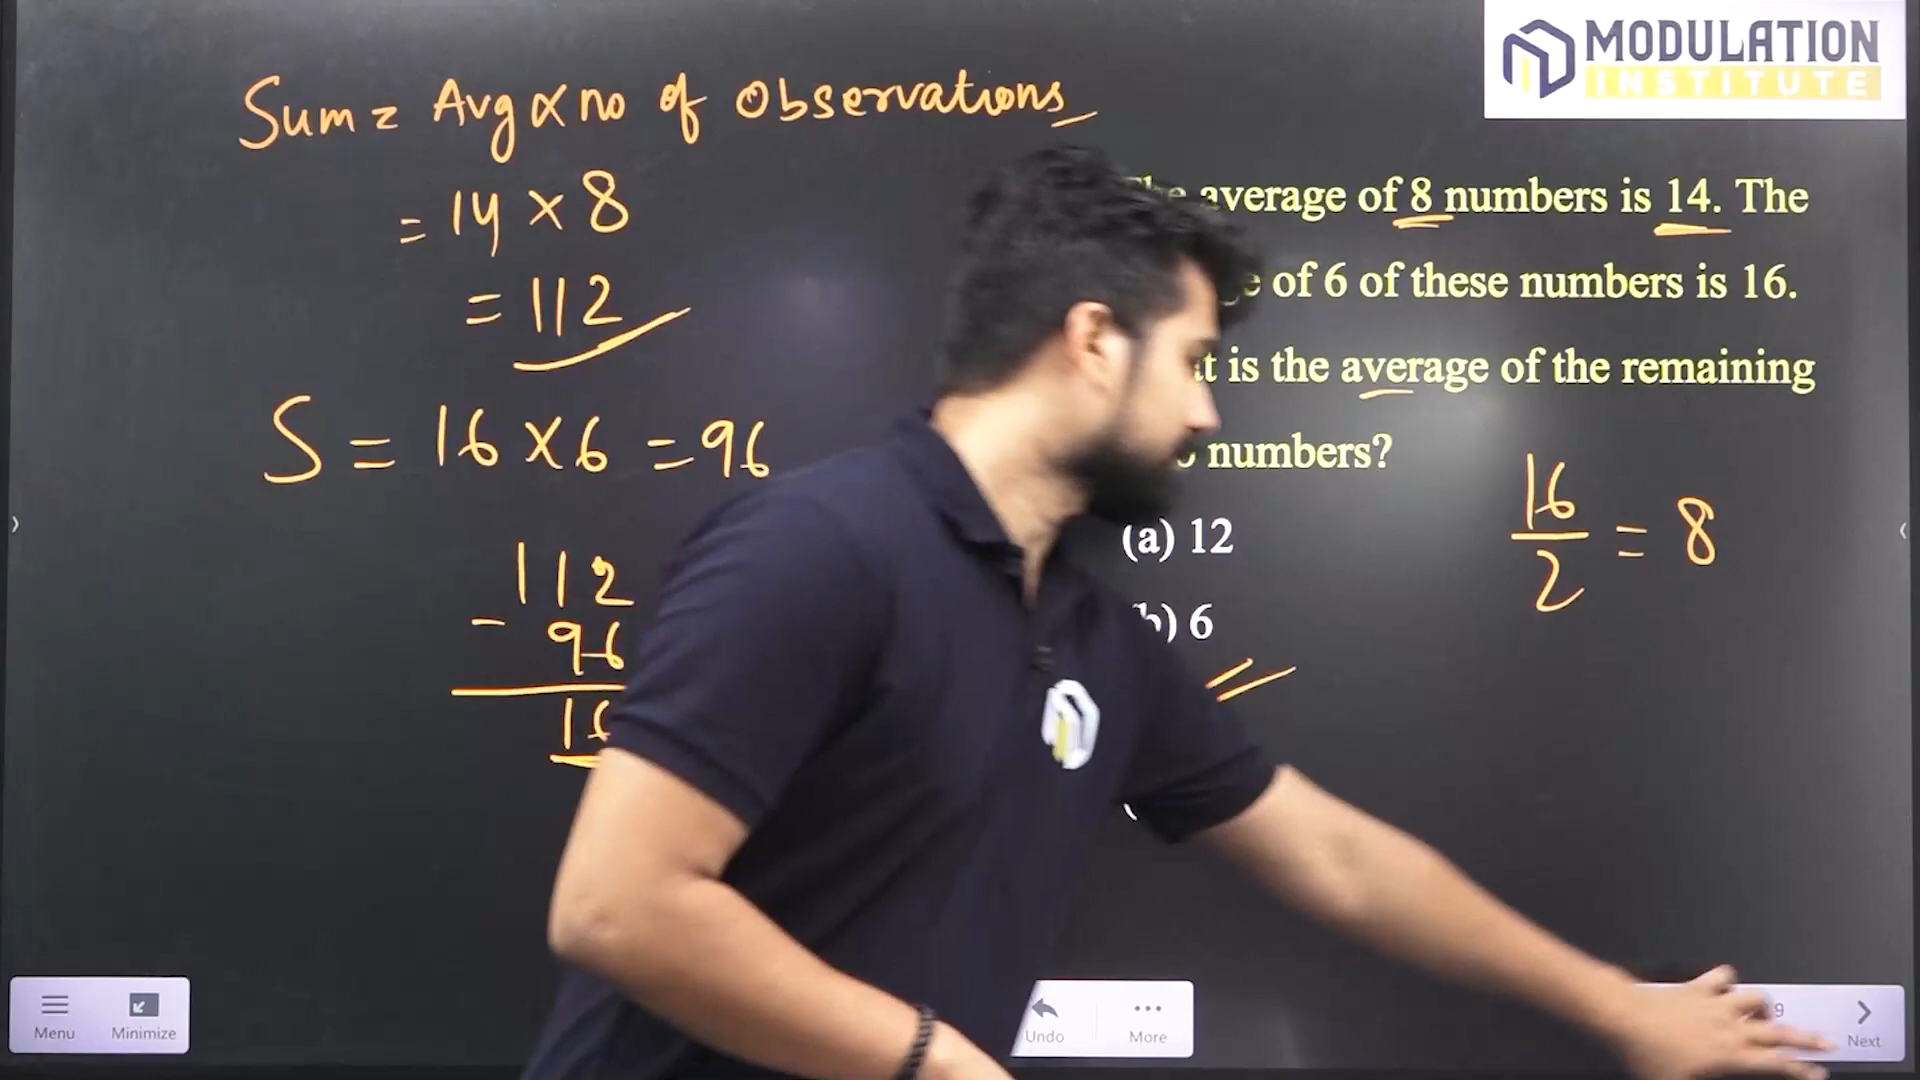 MODULATION
INSTITUTE
Sum = Avg x no of Observations
= 14 × 8
= 112
S = 16 × 6 = 96
112
- 96
16
average of 8 numbers is 14. The
of 6 of these numbers is 16.
is the average of the remaining
numbers?
(a) 12
(b) 6
16
2
= 8
Menu
Minimize
Undo
More
Next